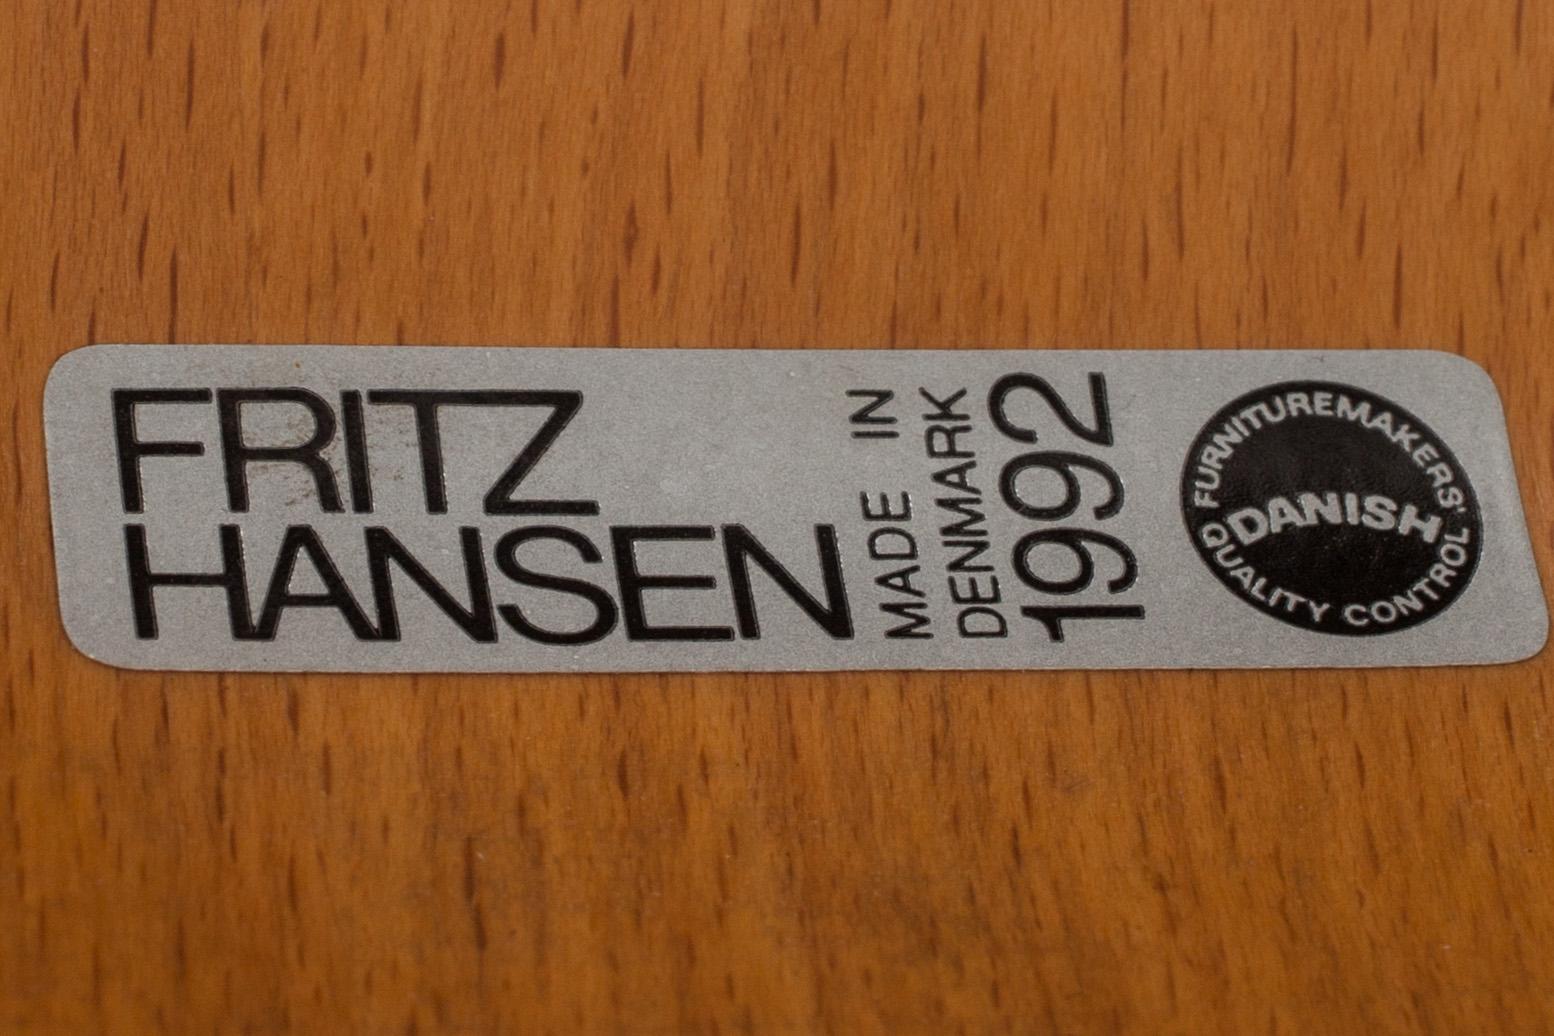 FRITZ
HANSEN
MADE IN
DENMARK
1992
FURNITUREMAKERS'
DANISH
QUALITY CONTROL